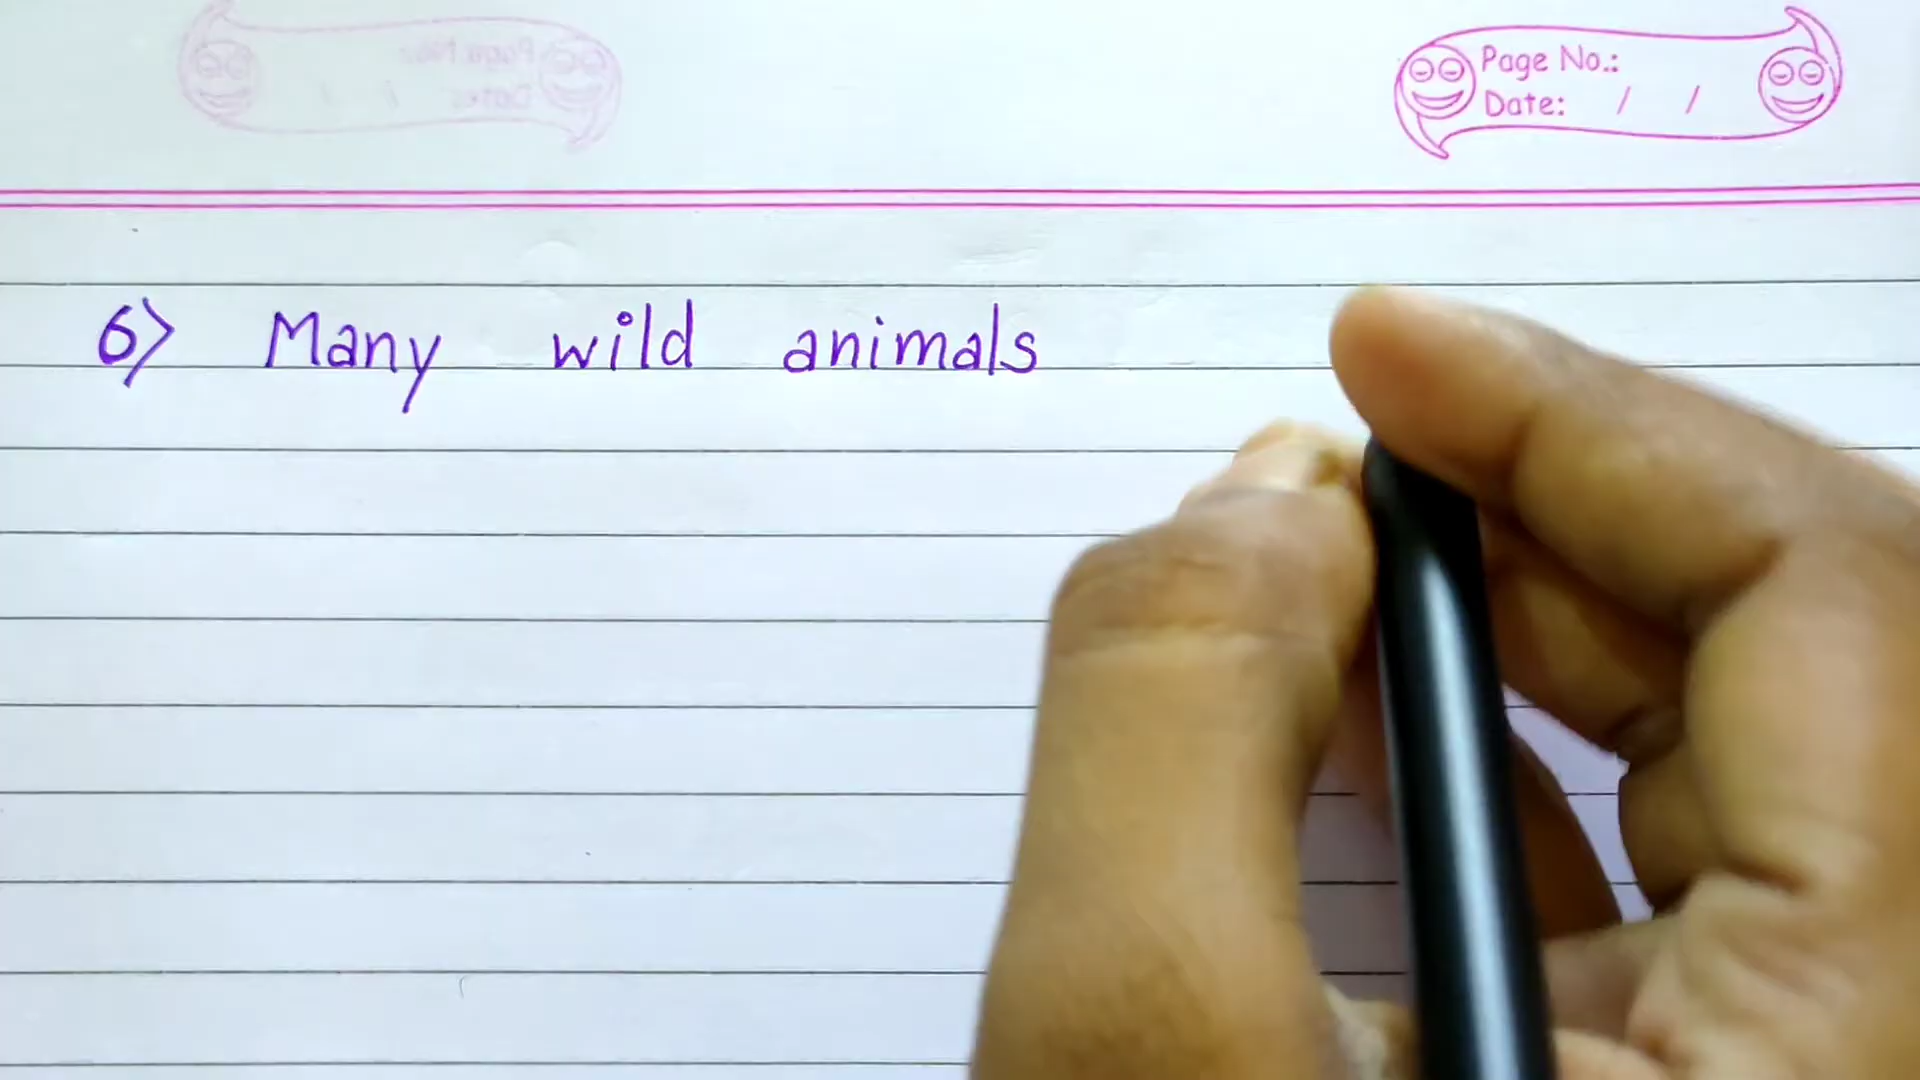 Page No.:
Date: / /
6) Many wild animals